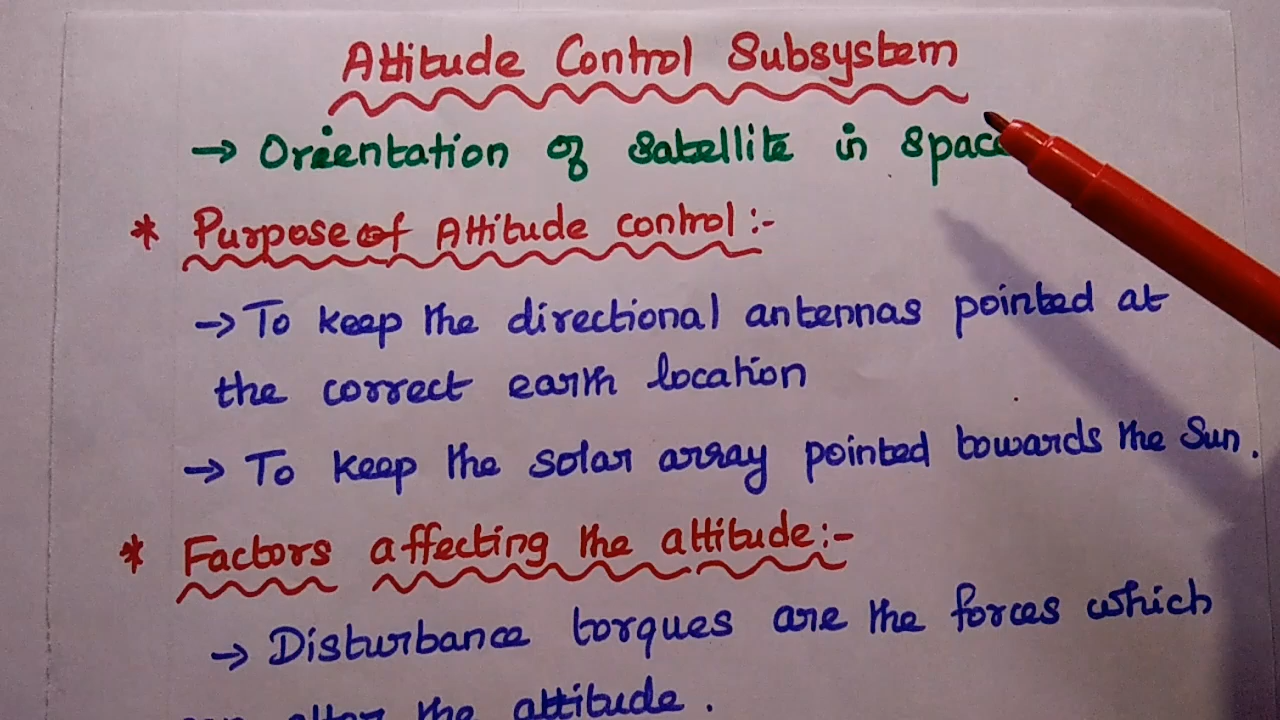 Attitude Control Subsystem
→ Orientation of Satellite in Spac
* Purpose of Attitude control :-
→ To keep the directional antennas pointed at
the correct earth location
→ To keep the solar array pointed towards the Sun.
* Factors affecting the attitude :-
→ Disturbance torques are the forces which
alter the attitude.